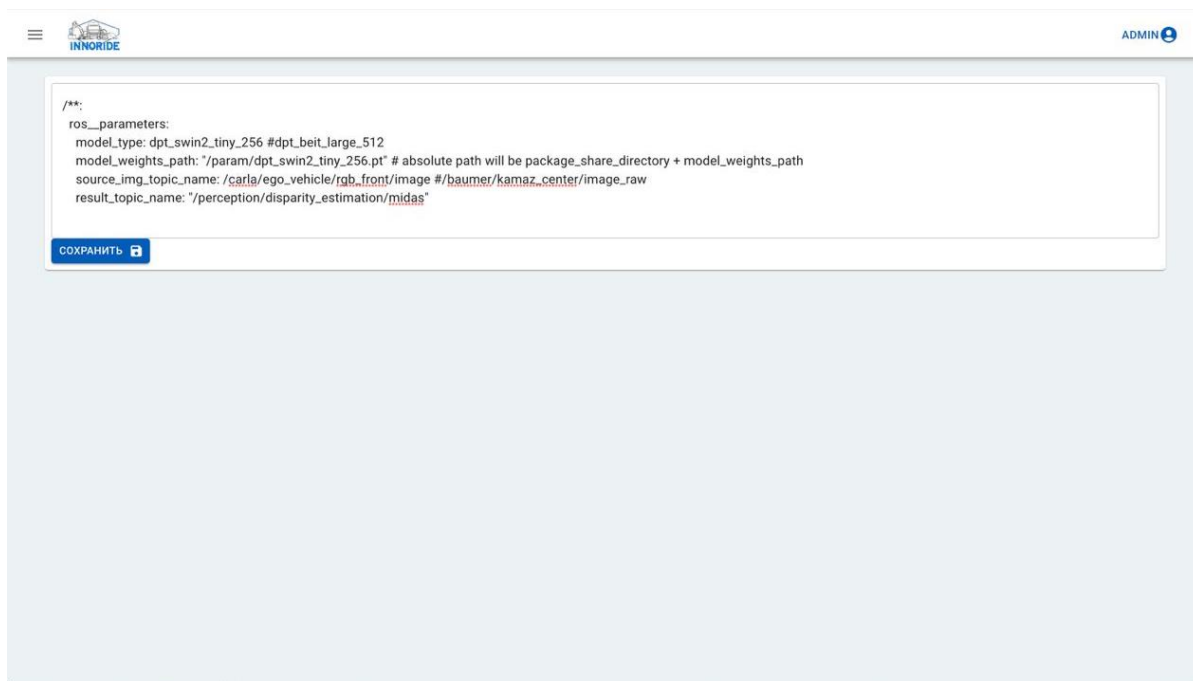 INNORIDE
ADMIN
/**:
ros__parameters:
model_type: dpt_swin2_tiny_256 #dpt_beit_large_512
model_weights_path: "/param/dpt_swin2_tiny_256.pt" # absolute path will be package_share_directory + model_weights_path
source_img_topic_name: /carla/ego_vehicle/rgb_front/image #/baumer/kamaz_center/image_raw
result_topic_name: "/perception/disparity_estimation/midas"
СОХРАНИТЬ